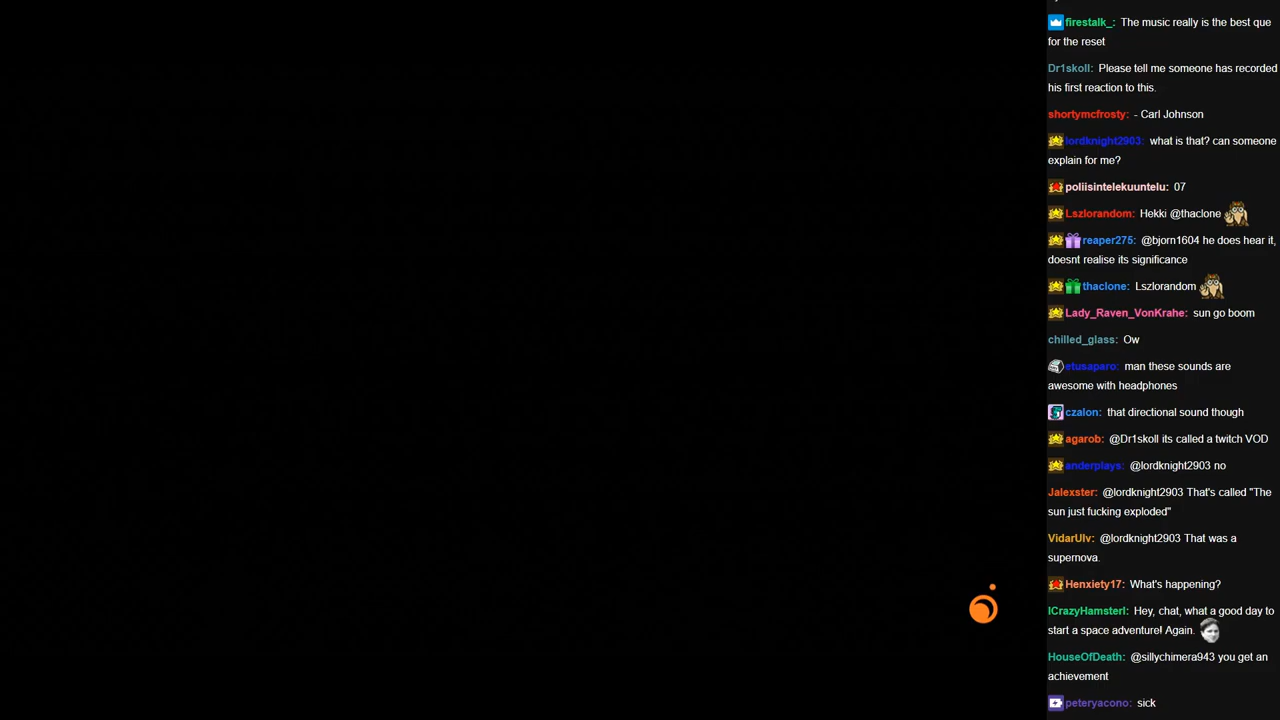 firestalk_: The music really is the best que
for the reset
Dr1skoll: Please tell me someone has recorded
his first reaction to this.
shortymcfrosty: - Carl Johnson
lordknight2903: what is that? can someone
explain for me?
poliisintelekuuntelu: 07
Lszlorandom: Hekki @thaclone
reaper275: @bjorn1604 he does hear it,
doesnt realise its significance
thaclone: Lszlorandom
Lady_Raven_VonKrahe: sun go boom
chilled_glass: Ow
etusaparo: man these sounds are
awesome with headphones
czalon: that directional sound though
agarob: @Dr1skoll its called a twitch VOD
anderplays: @lordknight2903 no
Jalexster: @lordknight2903 That's called "The
sun just fucking exploded"
VidarUlv: @lordknight2903 That was a
supernova.
Henxiety17: What's happening?
ICrazyHamsterI: Hey, chat, what a good day to
start a space adventure! Again.
HouseOfDeath: @sillychimera943 you get an
achievement
peteryacono: sick